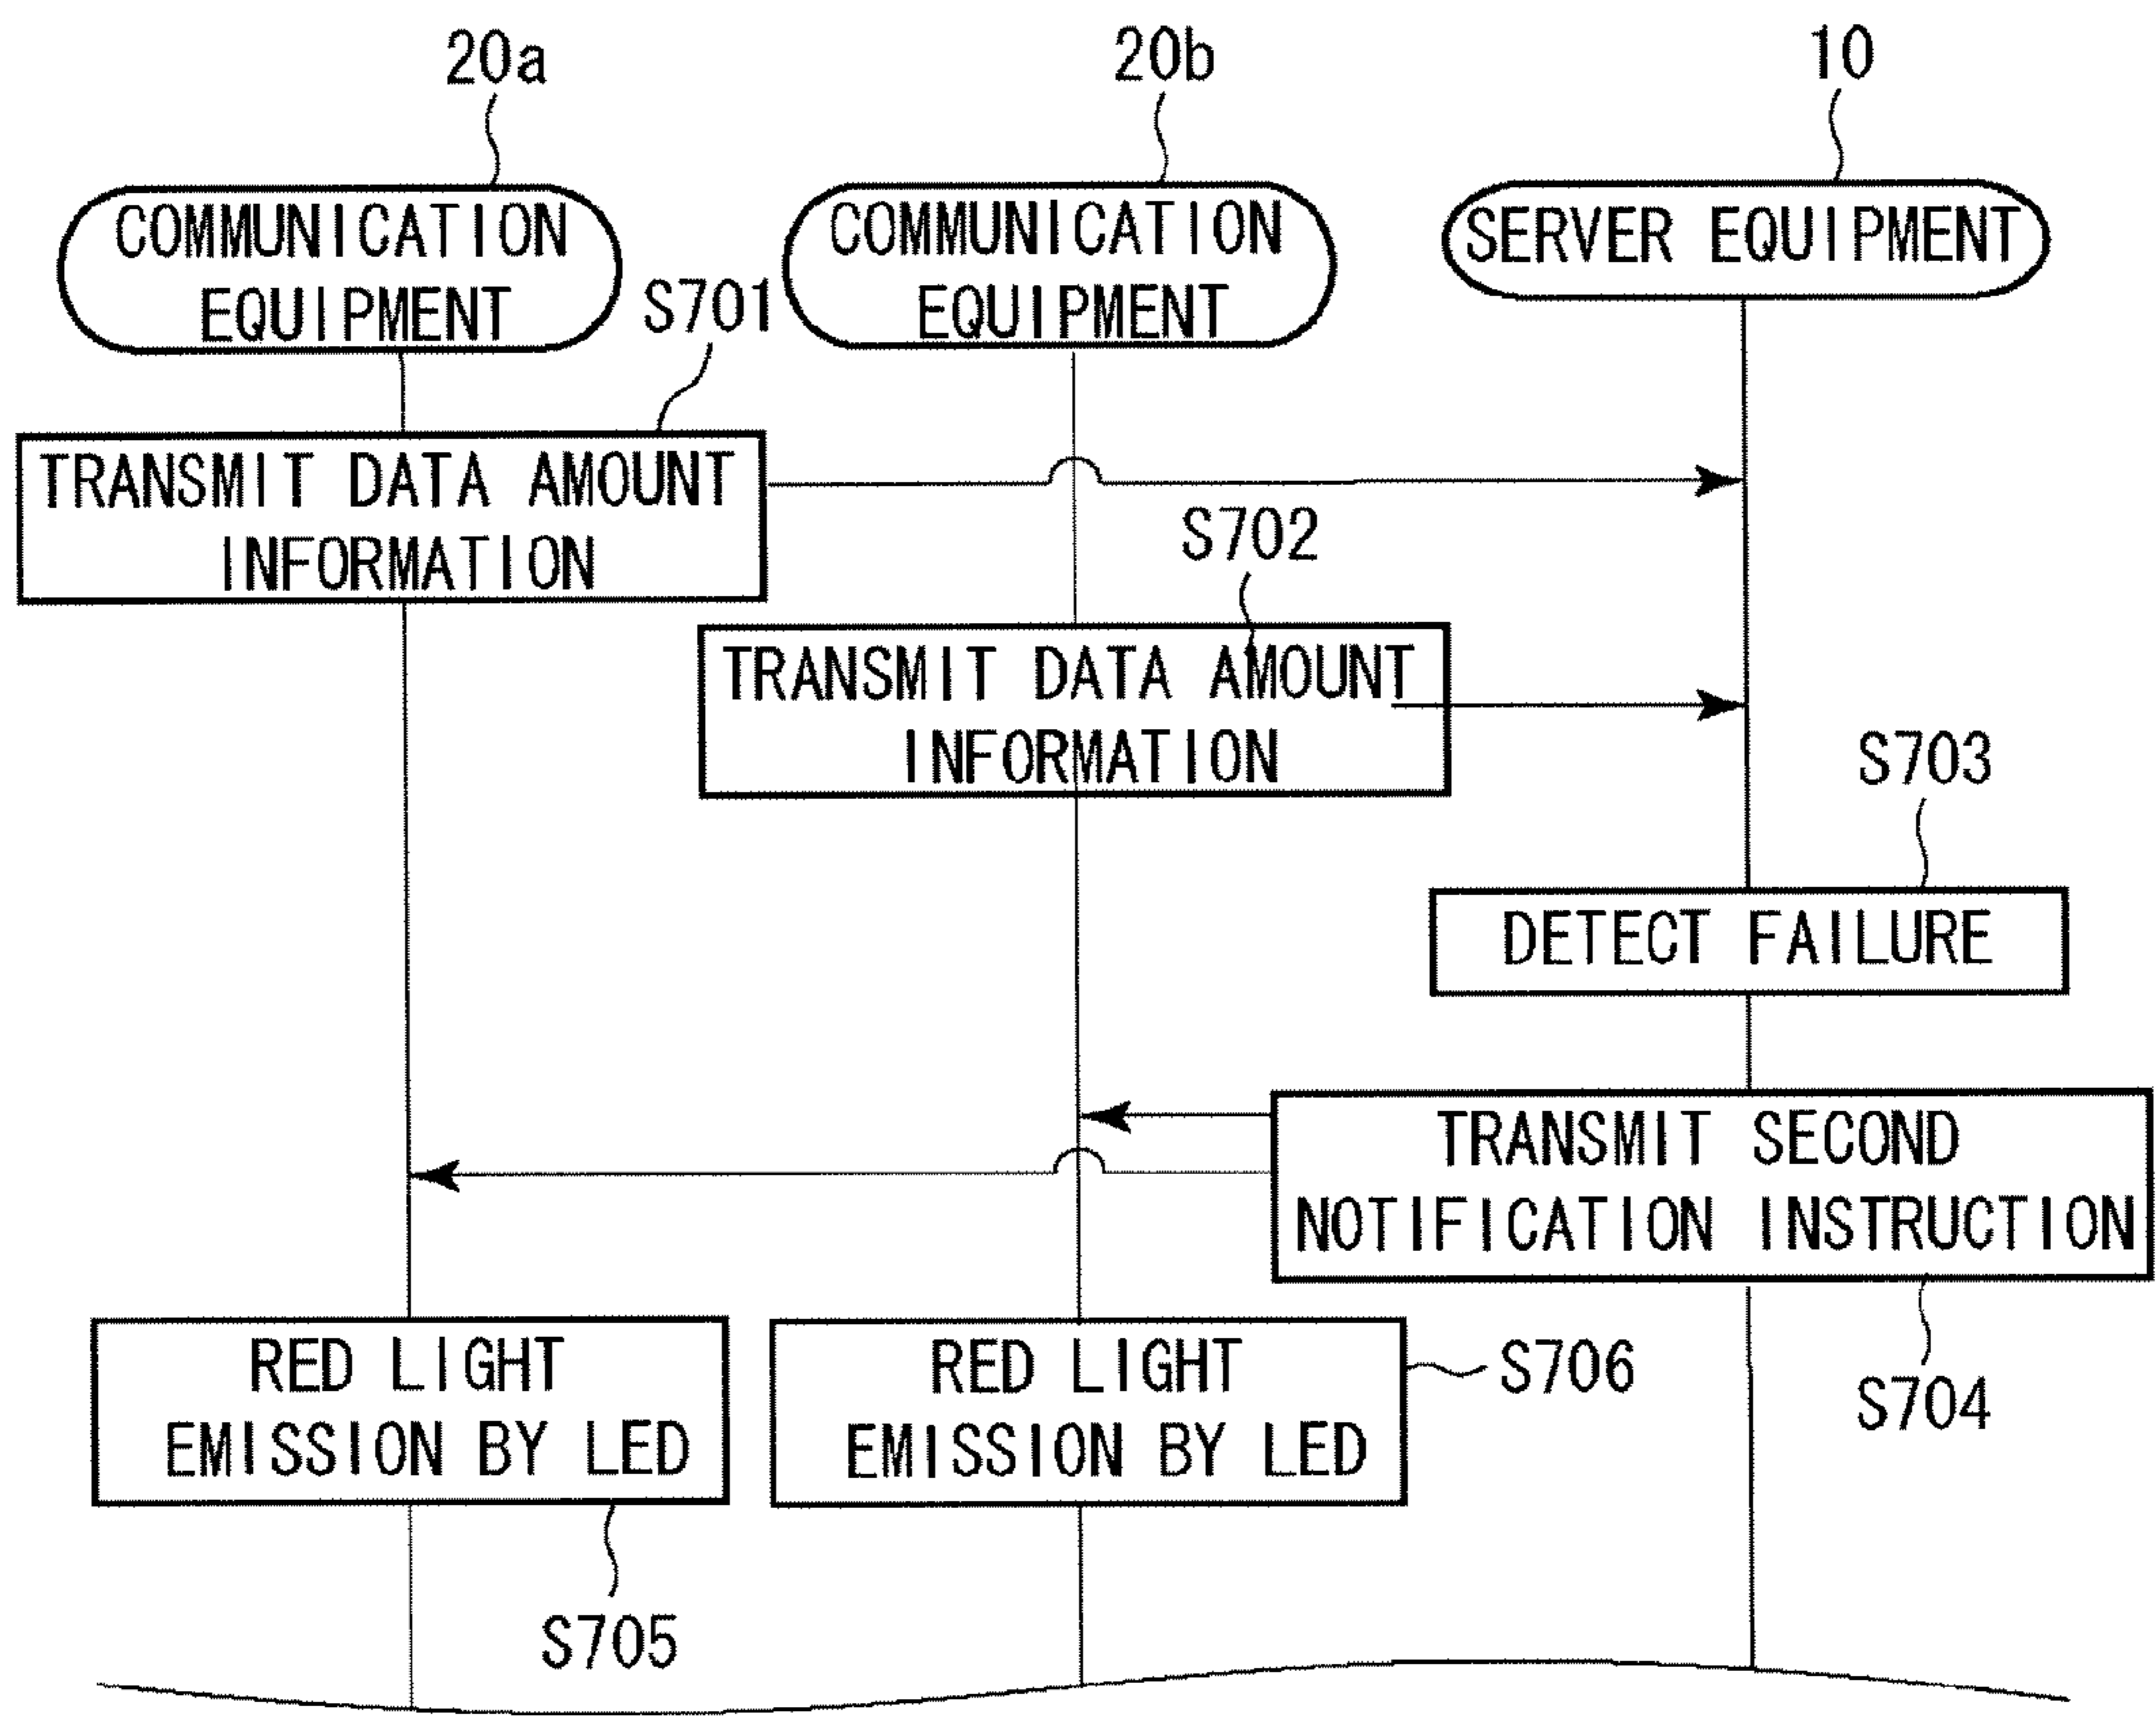 20a
20b
10
COMMUNICATION
EQUIPMENT
COMMUNICATION
EQUIPMENT
SERVER EQUIPMENT
S701
TRANSMIT DATA AMOUNT
INFORMATION
S702
TRANSMIT DATA AMOUNT
INFORMATION
S703
DETECT FAILURE
TRANSMIT SECOND
NOTIFICATION INSTRUCTION
S704
RED LIGHT
EMISSION BY LED
S705
RED LIGHT
EMISSION BY LED
S706